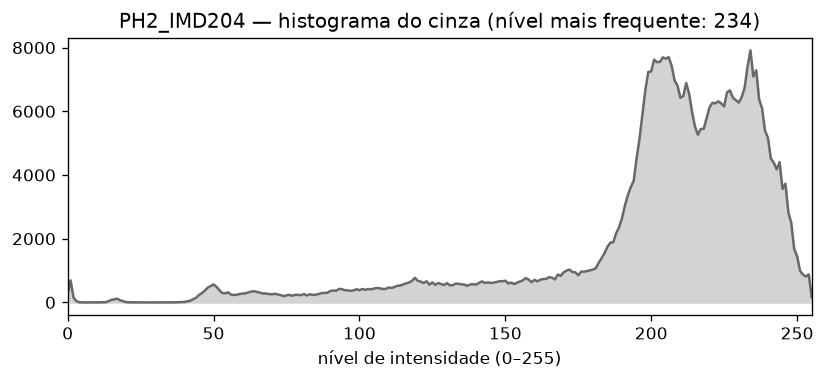 PH2_IMD204 — histograma do cinza (nível mais frequente: 234)
8000
6000
4000
2000
0
0 50 100 150 200 250
nível de intensidade (0–255)